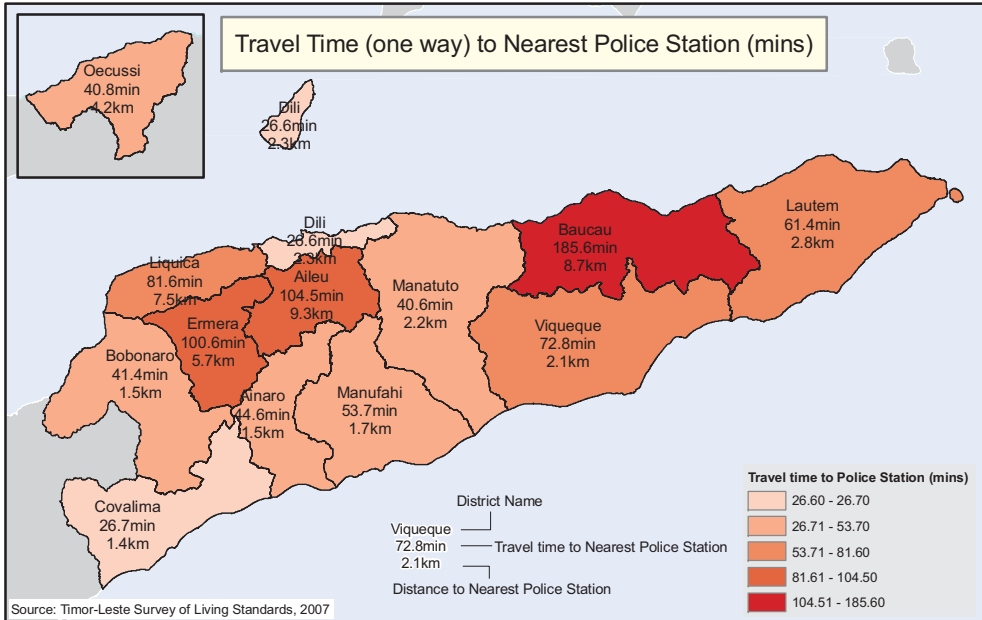 Travel Time (one way) to Nearest Police Station (mins)
Oecussi
40.8min
4.2km
Dili
26.6min
2.3km
Dili
26.6min
2.3km
Liquica
81.6min
7.5km
Aileu
104.5min
9.3km
Ermera
100.6min
5.7km
Bobonaro
41.4min
1.5km
Ainaro
44.6min
1.5km
Manufahi
53.7min
1.7km
Manatuto
40.6min
2.2km
Baucau
185.6min
8.7km
Viqueque
72.8min
2.1km
Lautem
61.4min
2.8km
Covalima
26.7min
1.4km
District Name
Viqueque
72.8min
Travel time to Nearest Police Station
2.1km
Distance to Nearest Police Station
Travel time to Police Station (mins)
26.60 - 26.70
26.71 - 53.70
53.71 - 81.60
81.61 - 104.50
104.51 - 185.60
Source: Timor-Leste Survey of Living Standards, 2007